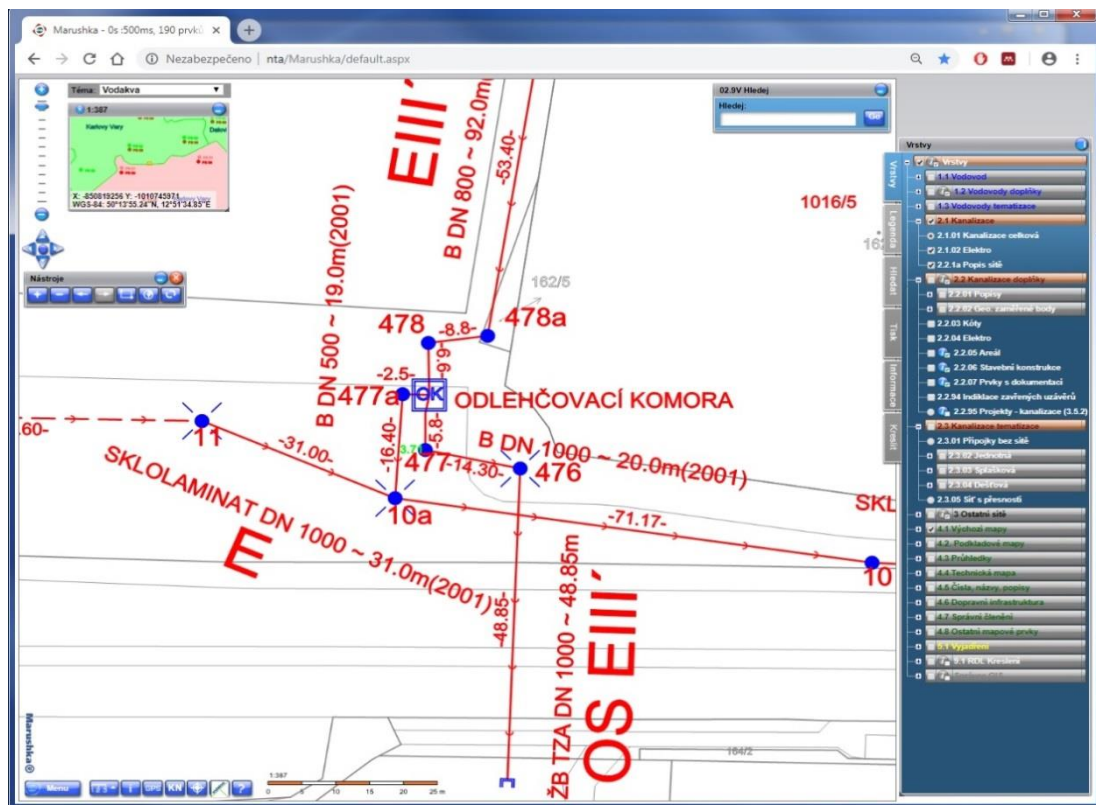 Marushka - 0s :500ms, 190 prvků
Nezabezpečeno | nta/Marushka/default.aspx
Téma: Vodakva
1:387
Karlovy Vary
X: -850819256 Y: -1010745971
WGS-84: 50°13'55.24"N, 12°51'34.85"E
Nástroje
02.9V Hledej
Hledej:
Go
Vrstvy
Legenda
Hledat
Tisk
Informace
Kreslit
Vrstvy
Vrstvy
1.1 Vodovod
1.2 Vodovody doplňky
1.3 Vodovody tematizace
2.1 Kanalizace
2.1.01 Kanalizace celková
2.1.02 Elektro
2.2.1a Popis sítě
2.2 Kanalizace doplňky
2.2.01 Popisy
2.2.02 Geo. zaměřené body
2.2.03 Kóty
2.2.04 Elektro
2.2.05 Areál
2.2.06 Stavební konstrukce
2.2.07 Prvky s dokumentací
2.2.94 Indikace zavřených uzávěrů
2.2.95 Projekty - kanalizace (3.5.2)
2.3 Kanalizace tematizace
2.3.01 Přípojky bez sítě
2.3.02 Jednotná
2.3.03 Splašková
2.3.04 Dešťová
2.3.05 Síť s přesností
3 Ostatní sítě
4.1 Výchozí mapy
4.2. Podkladové mapy
4.3 Průhledky
4.4 Technická mapa
4.5 Čísla, názvy, popisy
4.6 Dopravní infrastruktura
4.7 Správní členění
4.8 Ostatní mapové prvky
5.1 Vyjádření
9.1 RDL Kreslení
EIII´
B DN 800 ~ 92.0m(
-53.40-
1016/5
162/5
B DN 500 ~ 19.0m(2001)
478
-8.8-
478a
-6.6-
-2.5-
477a
OK
ODLEHČOVACÍ KOMORA
11
-31.00-
-16.40-
3.7
-5.8-
477
-14.30-
B DN 1000 ~ 20.0m(2001)
476
.60-
SKLOLAMINAT DN 1000 ~ 31.0m(2001)
10a
-71.17-
SKL
10
E
-48.85-
ŽB TZA DN 1000 ~ 48.85m
OS EIII´
164/2
Marushka®
Menu
GPS
KN
?
1:387
0 5 10 15 20 25 m